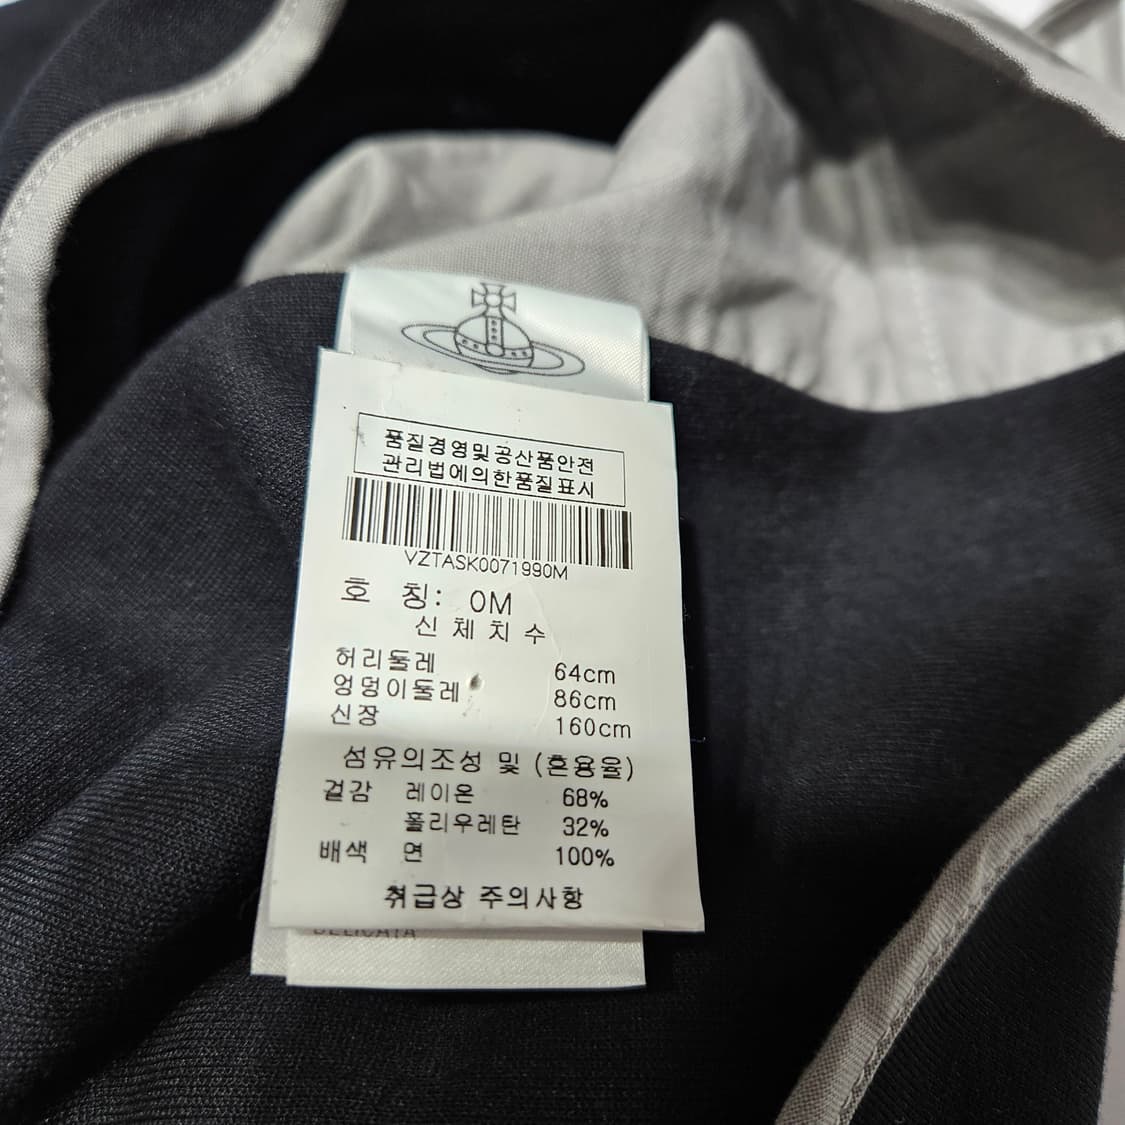 품질경영및공산품안전
관리법에의한품질표시
VZTASK0071990M
호 칭: 0M
신체치수
허리둘레 64cm
엉덩이둘레 86cm
신장 160cm
섬유의조성 및 (혼용율)
겉감 레이온 68%
폴리우레탄 32%
배색 면 100%
취급상 주의사항
DELICATA